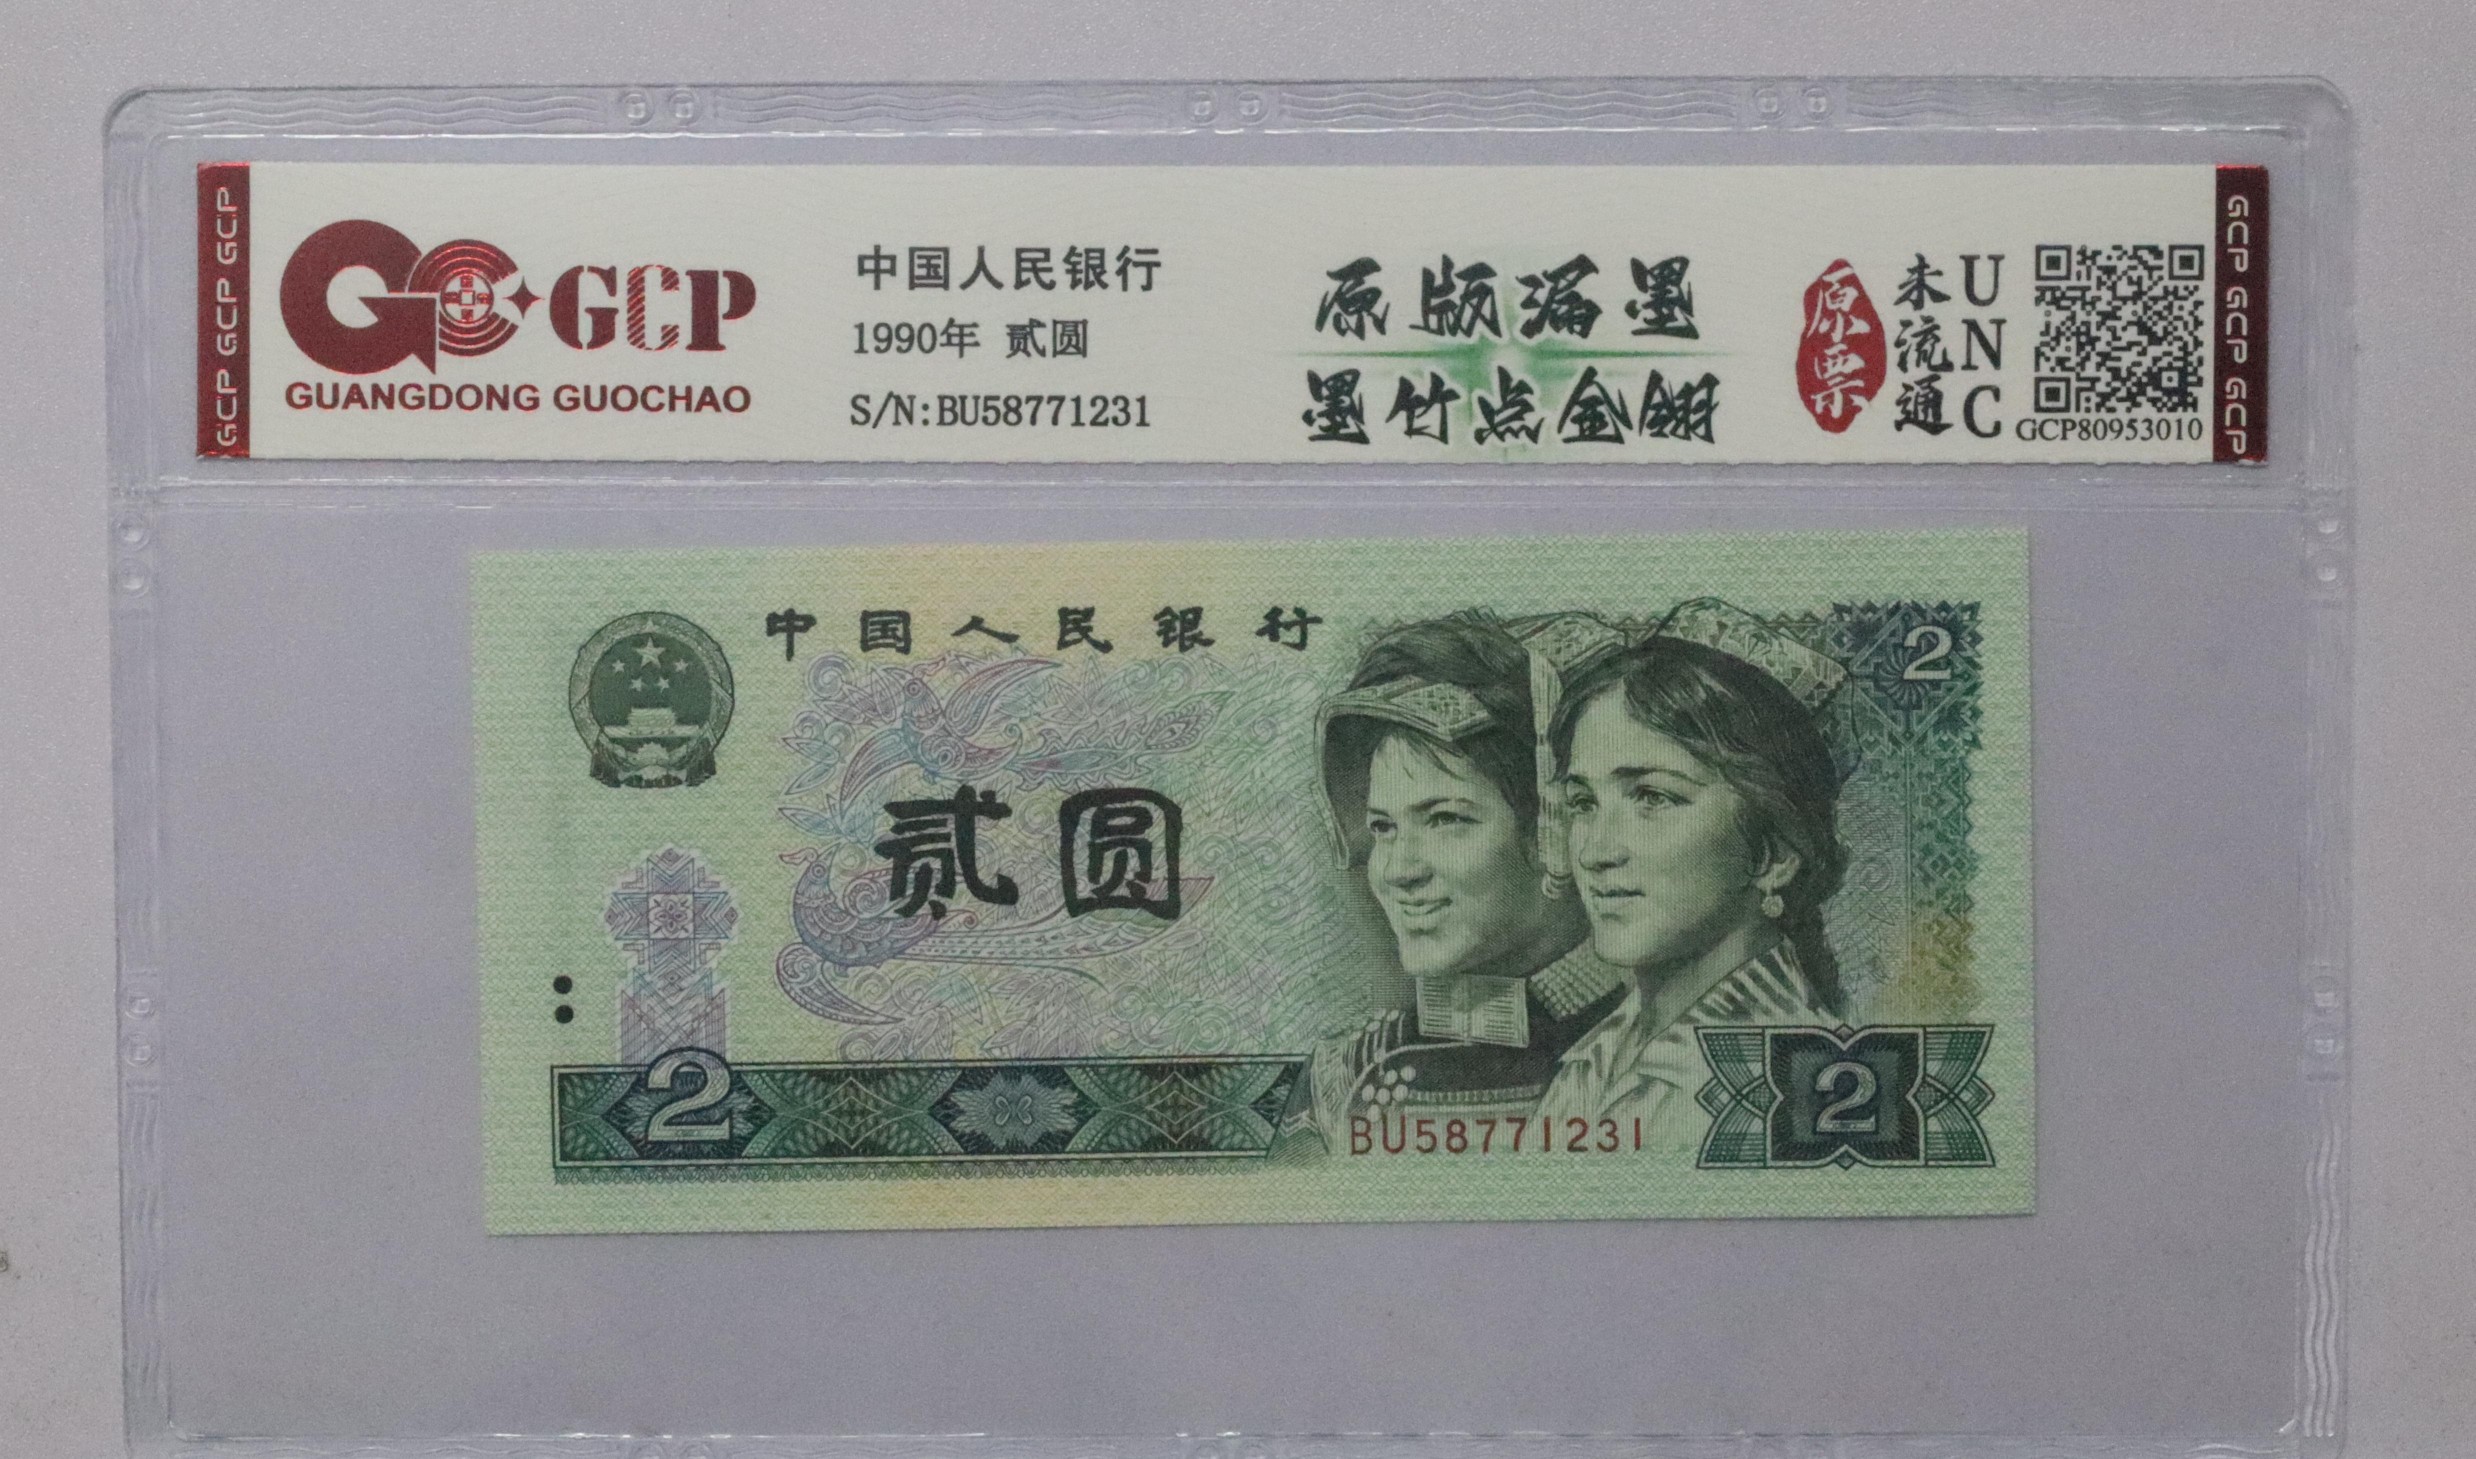 GCP GCP GCP
GCP
GUANGDONG GUOCHAO
中国人民银行
1990年 贰圆
S/N:BU58771231
原版漏墨
墨竹点金翎
原票
未流通
UNC
GCP80953010
GCP GCP GCP
中国人民银行
2
贰圆
2
BU58771231
2